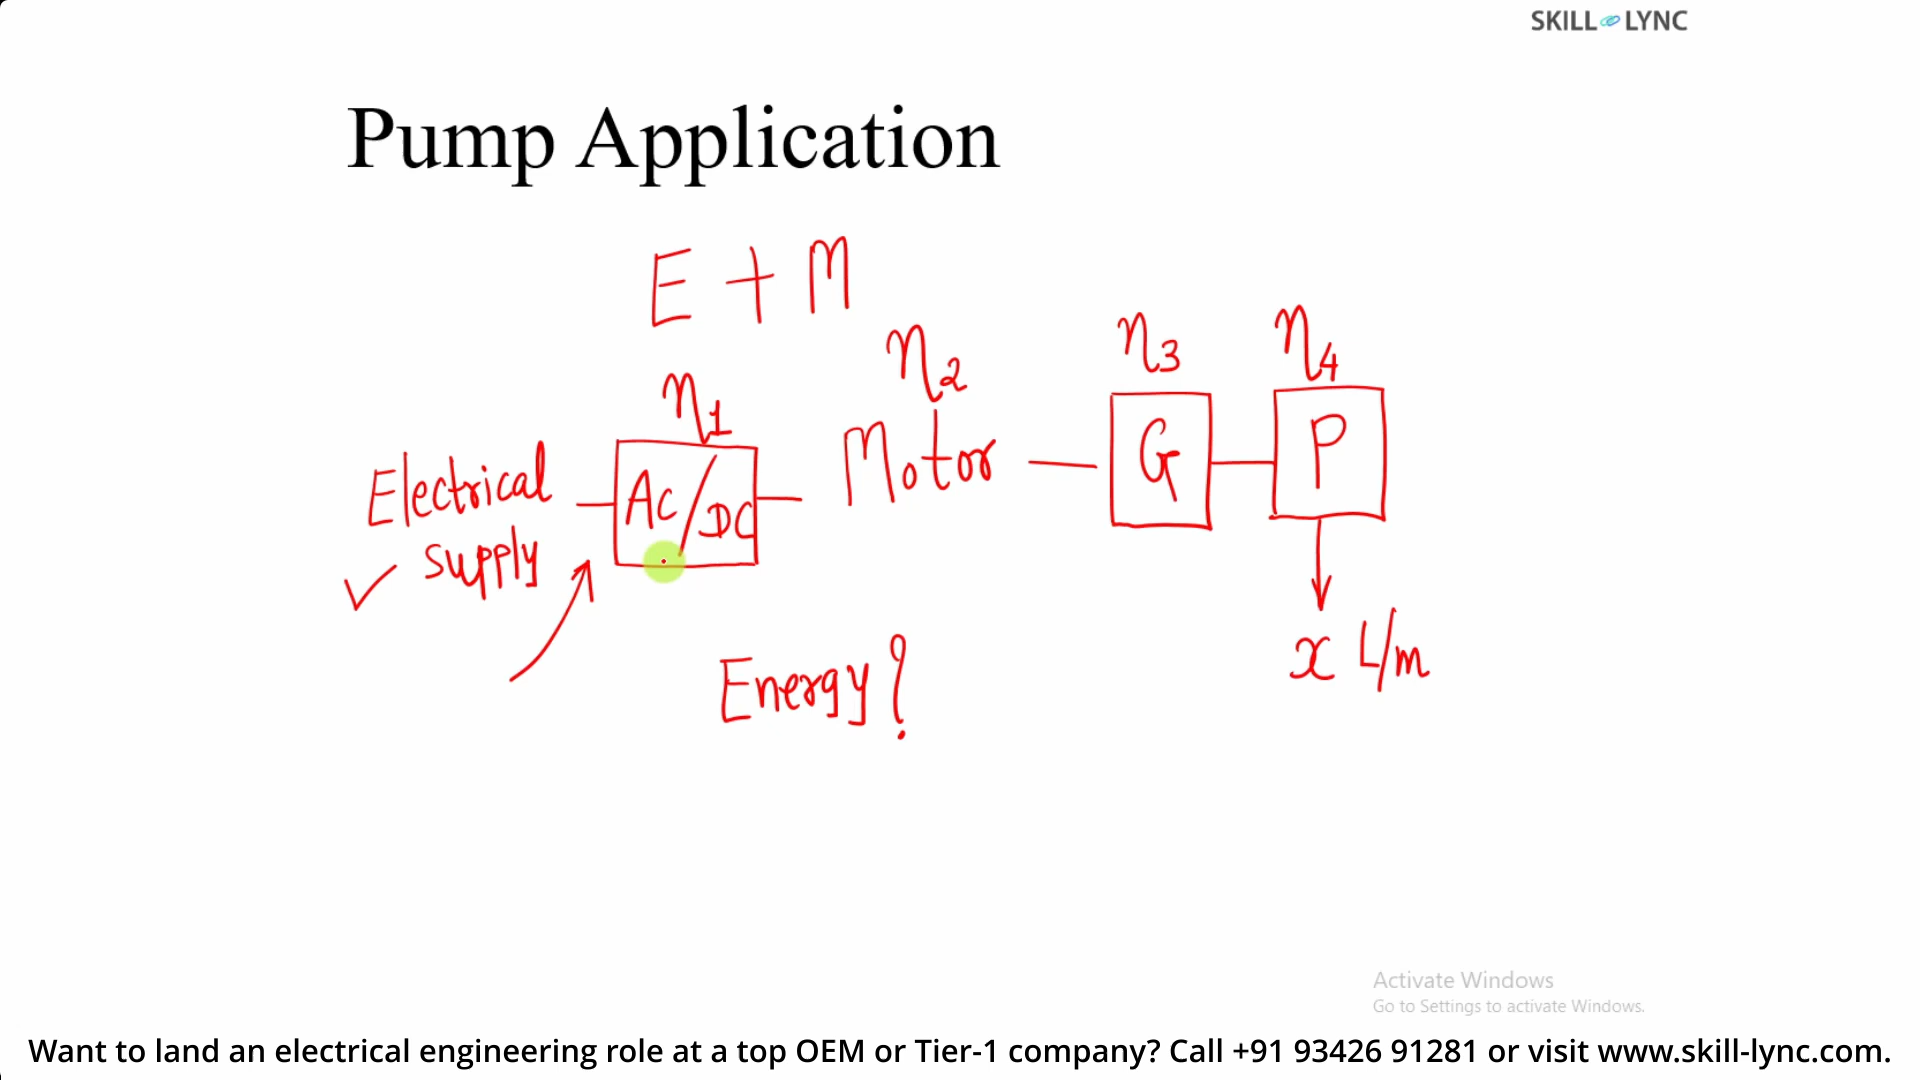 SKILL LYNC
Pump Application
E + M
η1
η2
η3
η4
Electrical
supply
AC/DC
Motor
G
P
x L/m
Energy?
Activate Windows
Go to Settings to activate Windows.
Want to land an electrical engineering role at a top OEM or Tier-1 company? Call +91 93426 91281 or visit www.skill-lync.com.